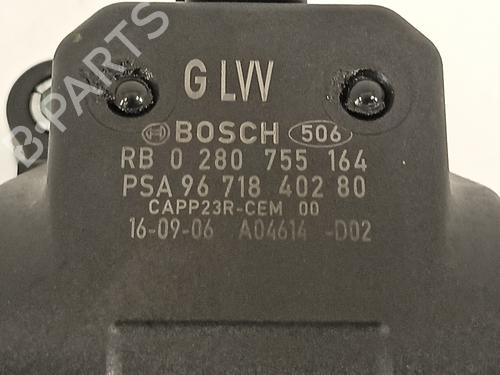 G LVV
BOSCH 506
RB 0 280 755 164
PSA 96 718 402 80
CAPP23R-CEM 00
16-09-06 A04614 -D02
B-PARTS